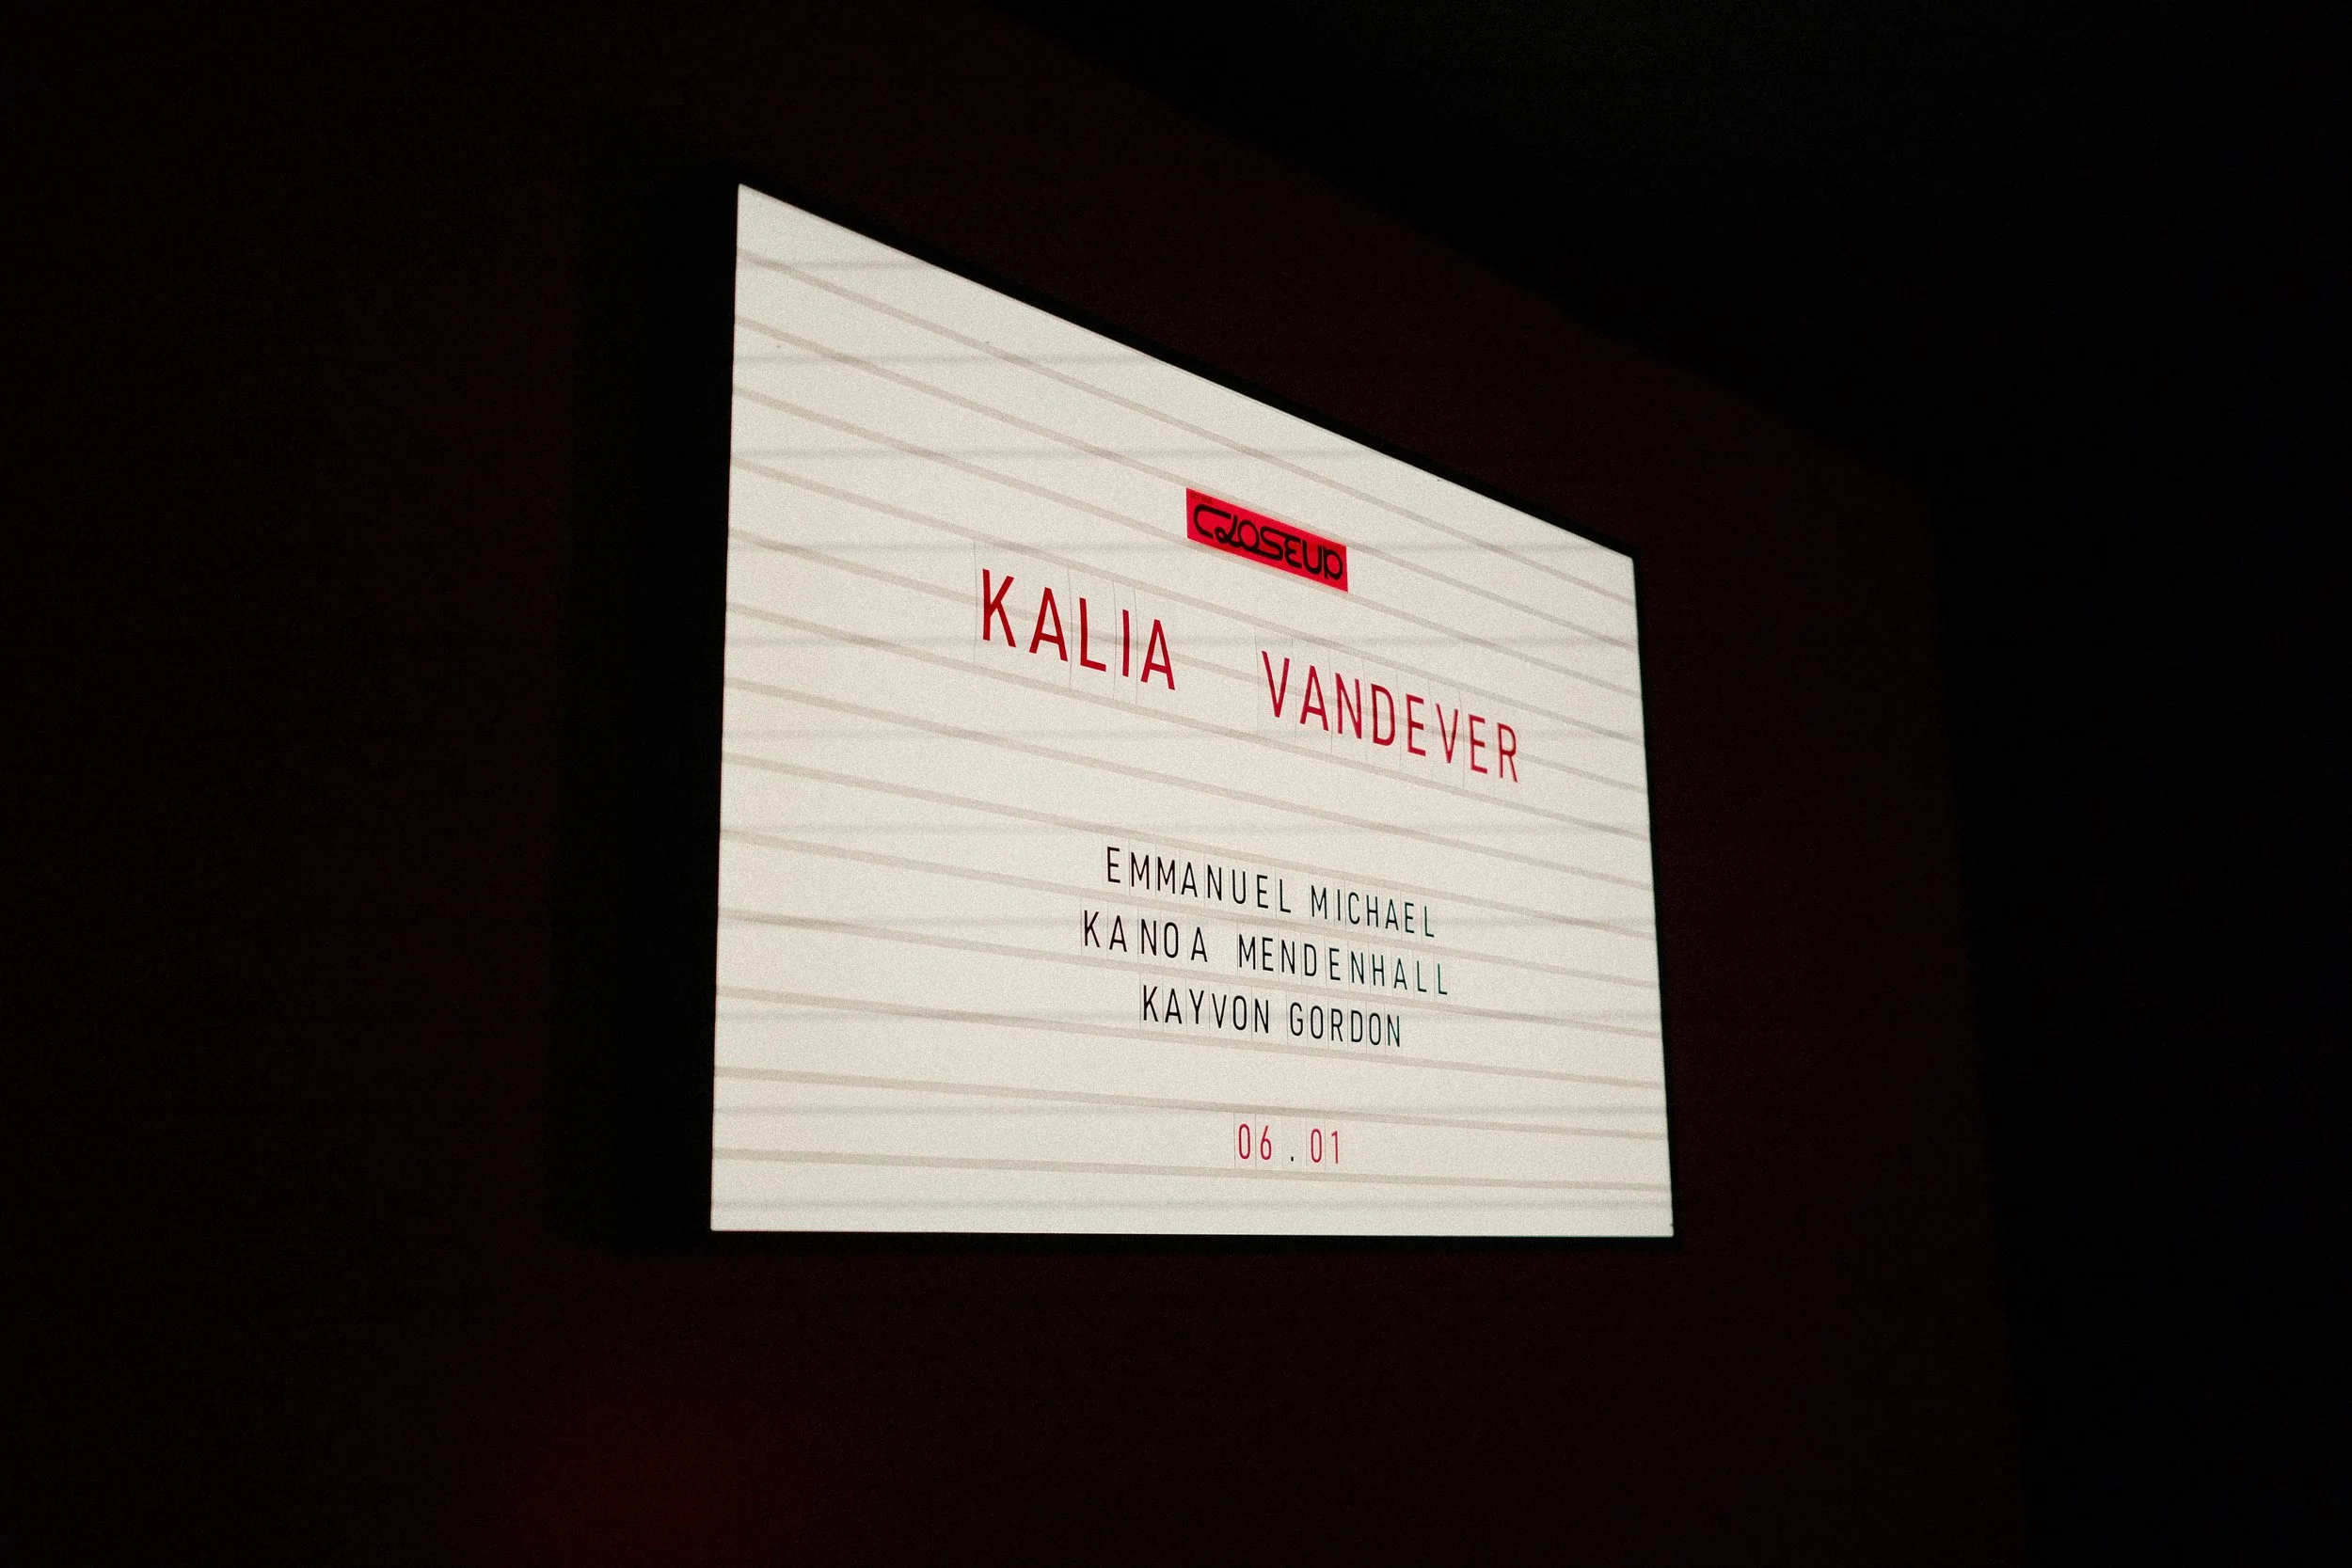 CLOSEUP
KALIA VANDEVER
EMMANUEL MICHAEL
KANOA MENDENHALL
KAYVON GORDON
06.01